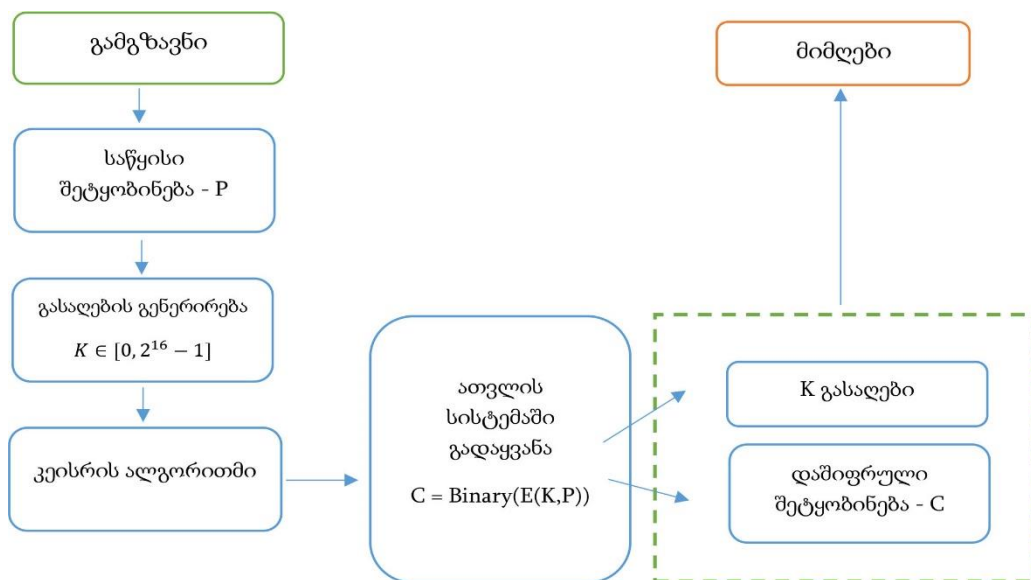 გამგზავნი
მიმღები
საწყისი
შეტყობინება - P
გასაღების გენერირება
K ∈ [0, 2¹⁶ − 1]
კეისრის ალგორითმი
ათვლის
სისტემაში
გადაყვანა
C = Binary(E(K,P))
K გასაღები
დაშიფრული
შეტყობინება - C